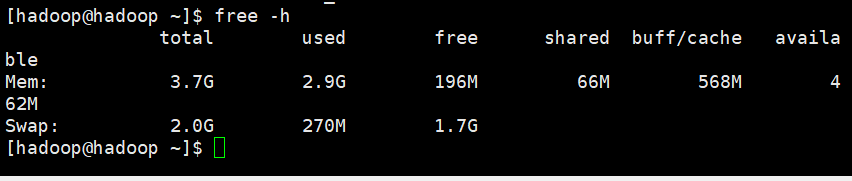 [hadoop@hadoop ~]$ free -h
              total        used        free      shared  buff/cache   availa
ble
Mem:           3.7G        2.9G        196M         66M        568M        4
62M
Swap:          2.0G        270M        1.7G
[hadoop@hadoop ~]$